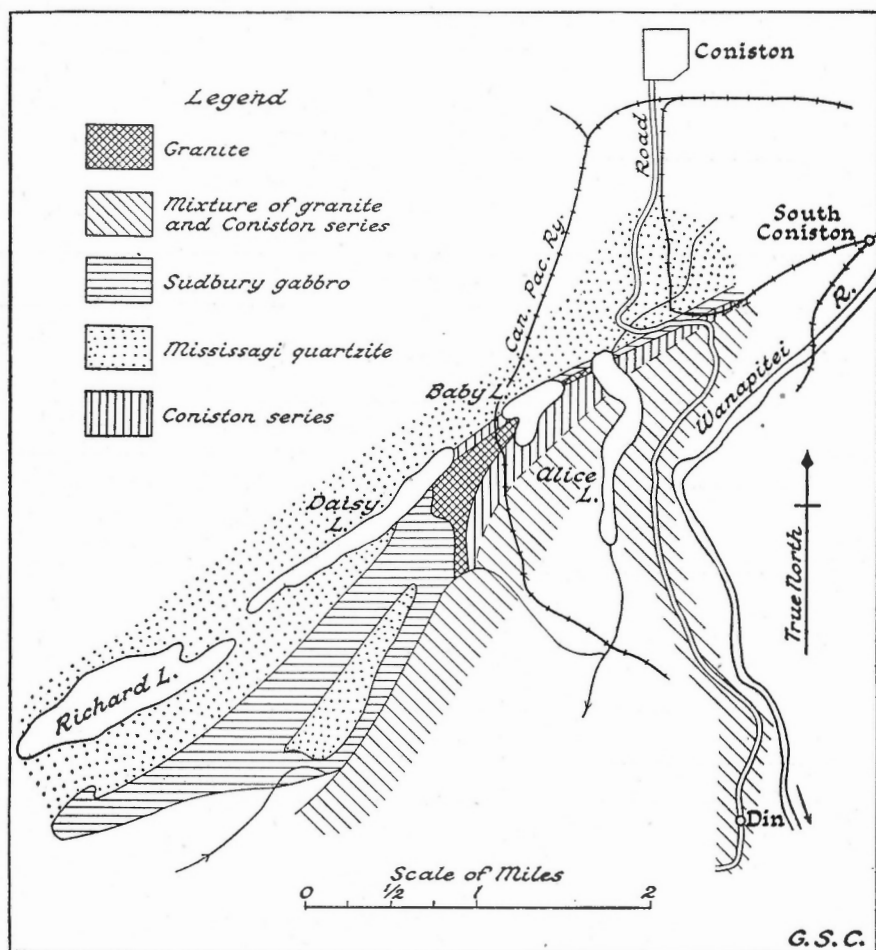 Coniston
Legend
Granite
Mixture of granite
and Coniston series
Sudbury gabbro
Mississagi quartzite
Coniston series
Road
South
Coniston
Can. Pac. Ry.
Wanapitei
R.
Baby L.
Alice
L.
Daisy
L.
True North
Richard L.
Din
Scale of Miles
0 1/2 1 2
G.S.C.